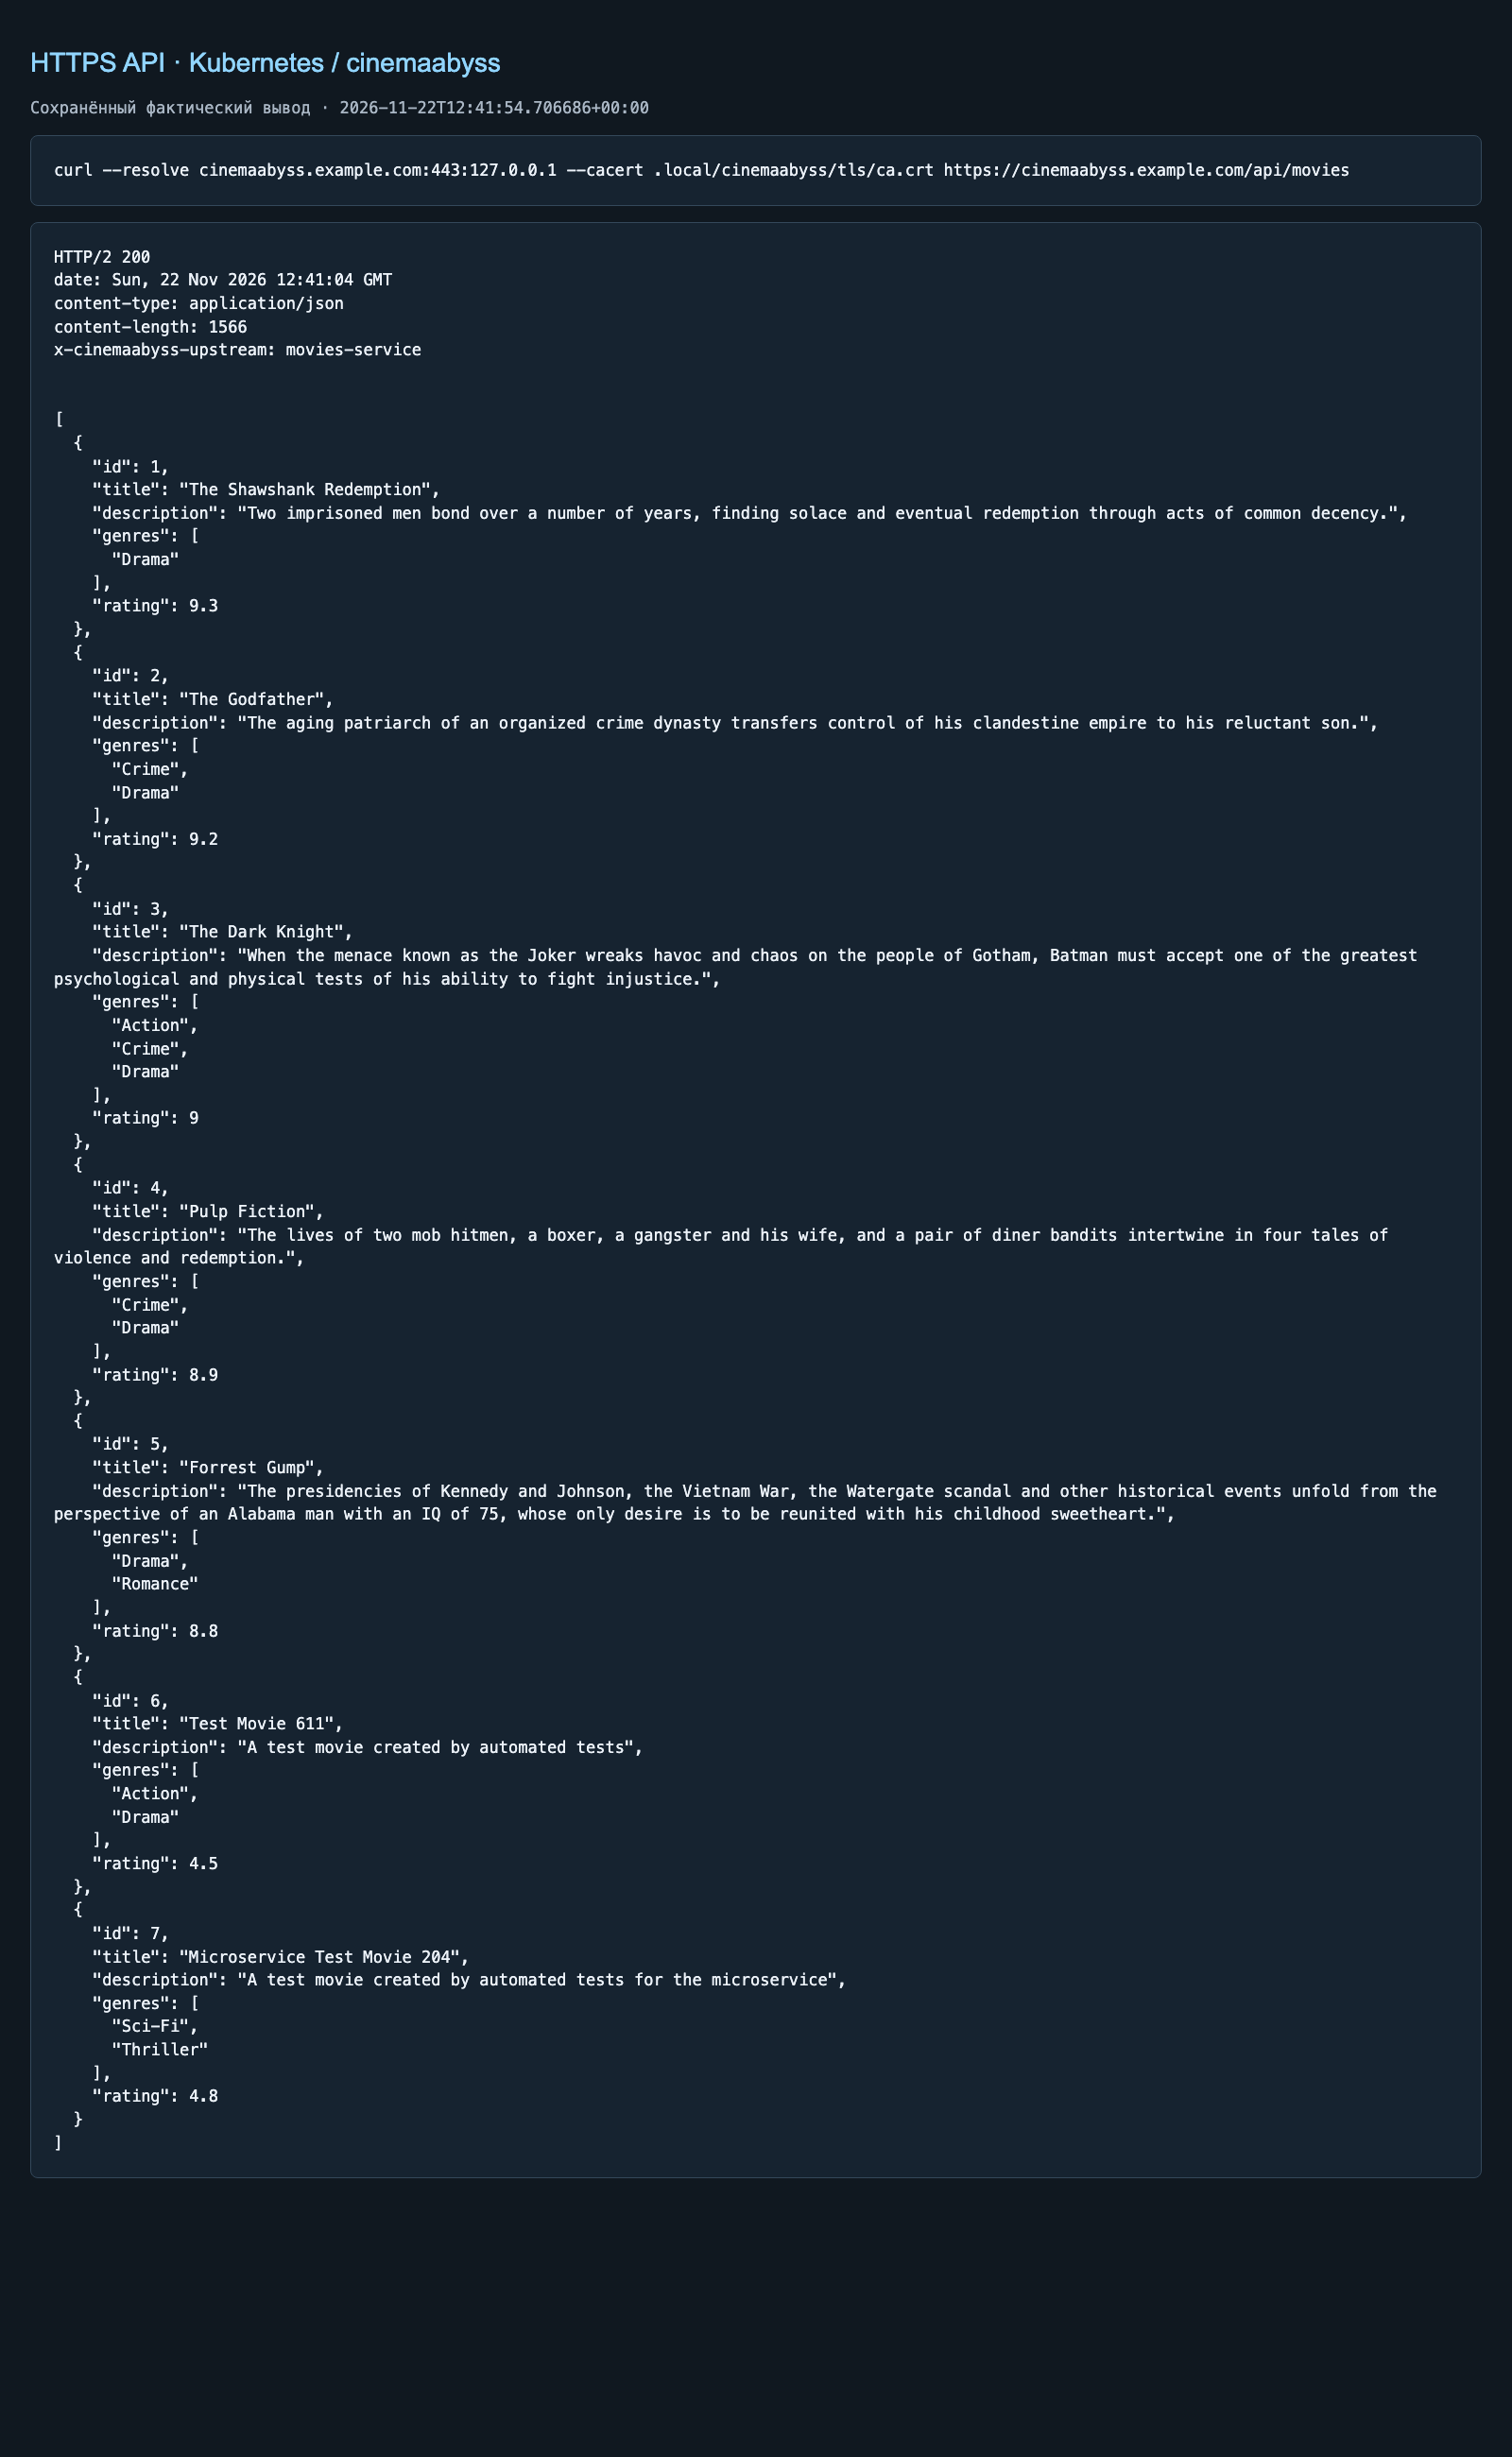 HTTPS API · Kubernetes / cinemaabyss
Сохранённый фактический вывод · 2026-11-22T12:41:54.706686+00:00
curl --resolve cinemaabyss.example.com:443:127.0.0.1 --cacert .local/cinemaabyss/tls/ca.crt https://cinemaabyss.example.com/api/movies
HTTP/2 200
date: Sun, 22 Nov 2026 12:41:04 GMT
content-type: application/json
content-length: 1566
x-cinemaabyss-upstream: movies-service
[
  {
    "id": 1,
    "title": "The Shawshank Redemption",
    "description": "Two imprisoned men bond over a number of years, finding solace and eventual redemption through acts of common decency.",
    "genres": [
      "Drama"
    ],
    "rating": 9.3
  },
  {
    "id": 2,
    "title": "The Godfather",
    "description": "The aging patriarch of an organized crime dynasty transfers control of his clandestine empire to his reluctant son.",
    "genres": [
      "Crime",
      "Drama"
    ],
    "rating": 9.2
  },
  {
    "id": 3,
    "title": "The Dark Knight",
    "description": "When the menace known as the Joker wreaks havoc and chaos on the people of Gotham, Batman must accept one of the greatest
psychological and physical tests of his ability to fight injustice.",
    "genres": [
      "Action",
      "Crime",
      "Drama"
    ],
    "rating": 9
  },
  {
    "id": 4,
    "title": "Pulp Fiction",
    "description": "The lives of two mob hitmen, a boxer, a gangster and his wife, and a pair of diner bandits intertwine in four tales of
violence and redemption.",
    "genres": [
      "Crime",
      "Drama"
    ],
    "rating": 8.9
  },
  {
    "id": 5,
    "title": "Forrest Gump",
    "description": "The presidencies of Kennedy and Johnson, the Vietnam War, the Watergate scandal and other historical events unfold from the
perspective of an Alabama man with an IQ of 75, whose only desire is to be reunited with his childhood sweetheart.",
    "genres": [
      "Drama",
      "Romance"
    ],
    "rating": 8.8
  },
  {
    "id": 6,
    "title": "Test Movie 611",
    "description": "A test movie created by automated tests",
    "genres": [
      "Action",
      "Drama"
    ],
    "rating": 4.5
  },
  {
    "id": 7,
    "title": "Microservice Test Movie 204",
    "description": "A test movie created by automated tests for the microservice",
    "genres": [
      "Sci-Fi",
      "Thriller"
    ],
    "rating": 4.8
  }
]